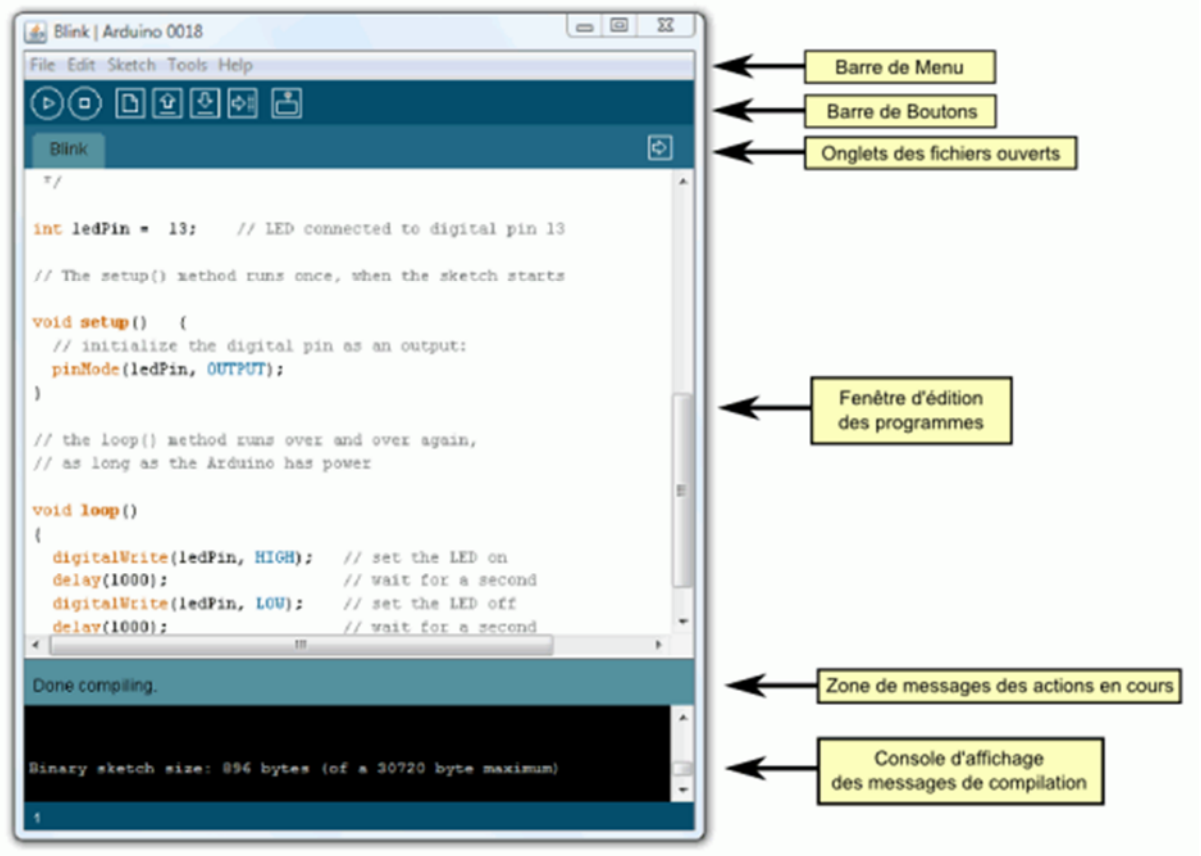 Blink | Arduino 0018
File Edit Sketch Tools Help
Barre de Menu
Barre de Boutons
Blink
Onglets des fichiers ouverts
*/
int ledPin = 13; // LED connected to digital pin 13
// The setup() method runs once, when the sketch starts
void setup() {
// initialize the digital pin as an output:
pinMode(ledPin, OUTPUT);
}
Fenêtre d'édition
des programmes
// the loop() method runs over and over again,
// as long as the Arduino has power
void loop()
{
digitalWrite(ledPin, HIGH); // set the LED on
delay(1000); // wait for a second
digitalWrite(ledPin, LOW); // set the LED off
delay(1000); // wait for a second
Done compiling.
Zone de messages des actions en cours
Binary sketch size: 896 bytes (of a 30720 byte maximum)
Console d'affichage
des messages de compilation
1